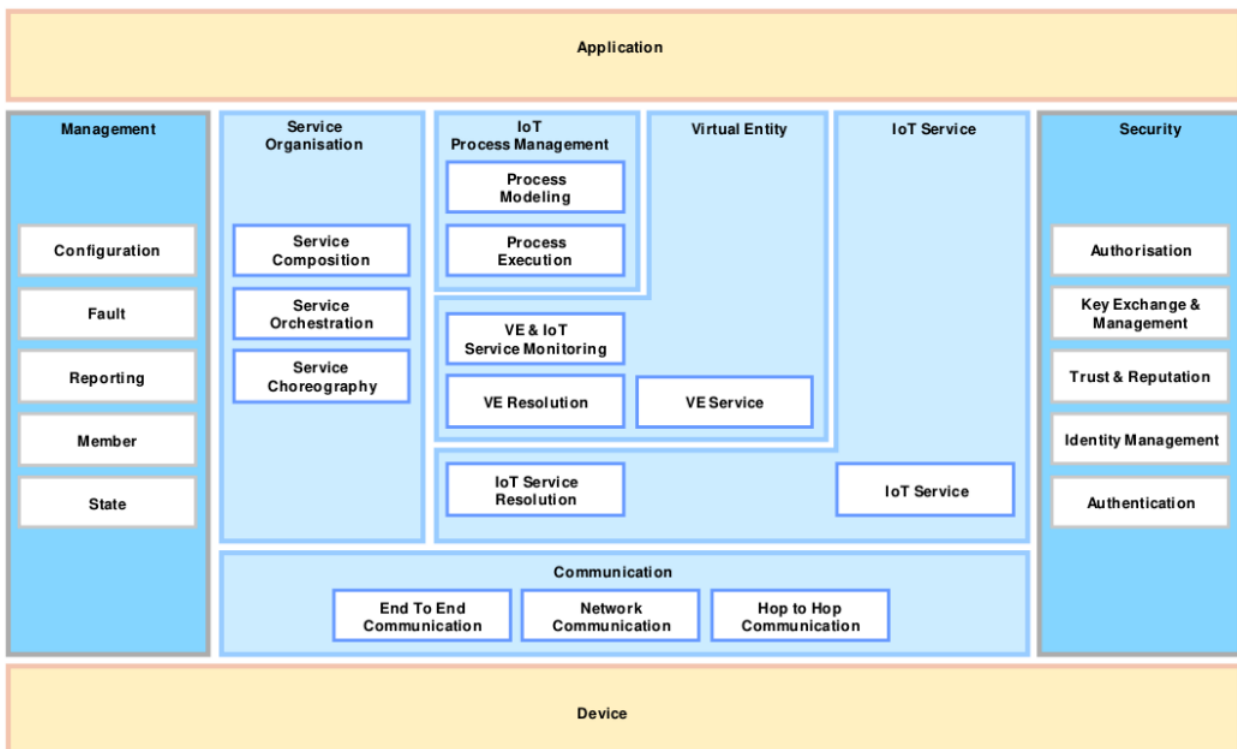 Application
Management
Service
Organisation
IoT
Process Management
Virtual Entity
IoT Service
Security
Process
Modeling
Configuration
Service
Composition
Process
Execution
Authorisation
Fault
Service
Orchestration
VE & IoT
Service Monitoring
Key Exchange &
Management
Reporting
Service
Choreography
VE Resolution
VE Service
Trust & Reputation
Member
Identity Management
State
IoT Service
Resolution
IoT Service
Authentication
Communication
End To End
Communication
Network
Communication
Hop to Hop
Communication
Device